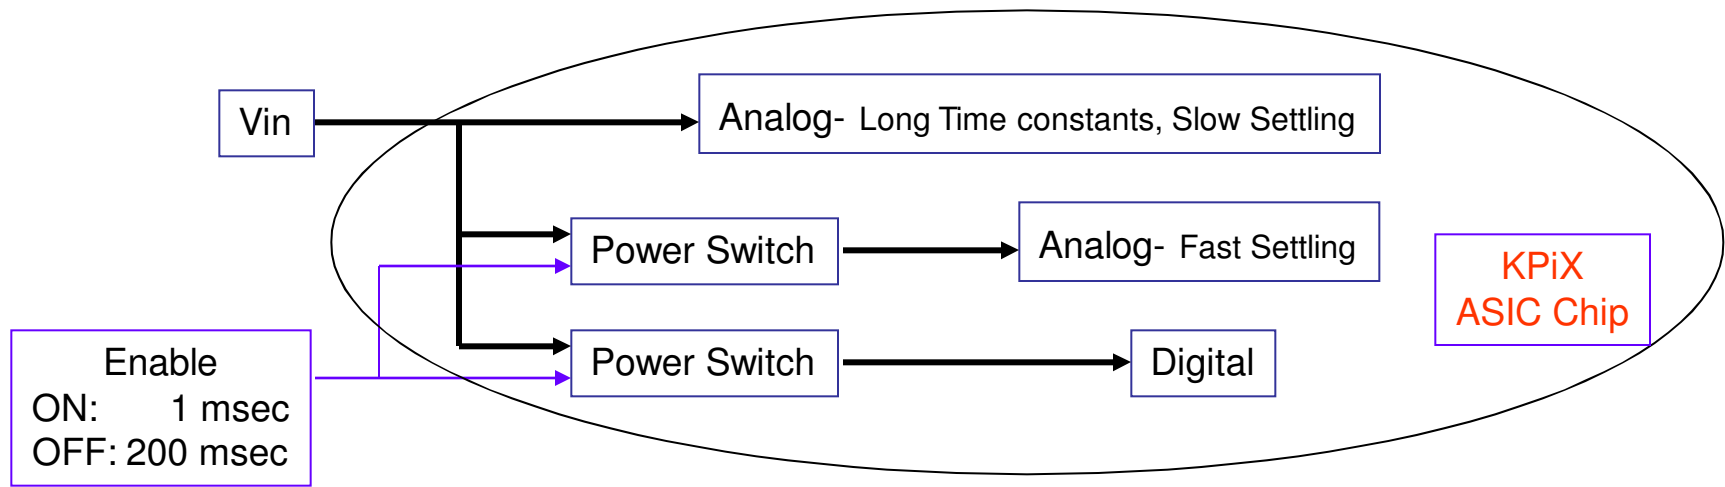 Vin
Analog- Long Time constants, Slow Settling
Power Switch
Analog- Fast Settling
KPiX
ASIC Chip
Enable
ON: 1 msec
OFF: 200 msec
Power Switch
Digital